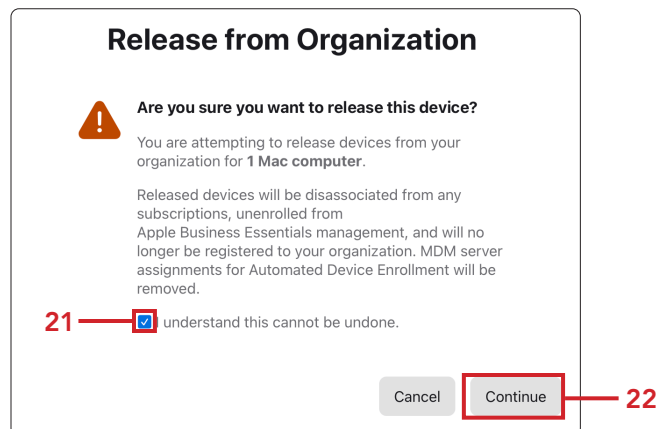 Release from Organization
Are you sure you want to release this device?
You are attempting to release devices from your
organization for 1 Mac computer.
Released devices will be disassociated from any
subscriptions, unenrolled from
Apple Business Essentials management, and will no
longer be registered to your organization. MDM server
assignments for Automated Device Enrollment will be
removed.
21 I understand this cannot be undone.
Cancel Continue 22